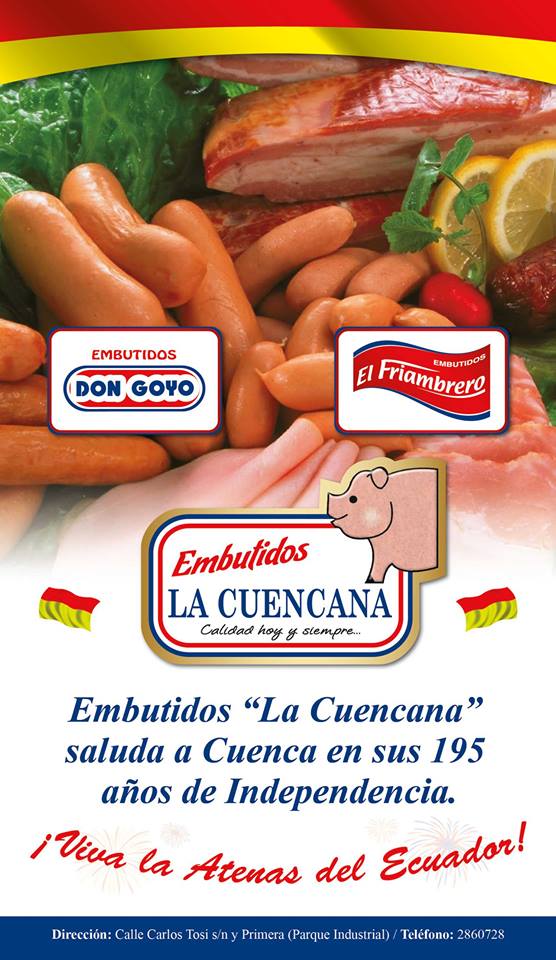 EMBUTIDOS
DON GOYO
EMBUTIDOS
El Friambrero
Embutidos
LA CUENCANA
Calidad hoy y siempre...
Embutidos “La Cuencana”
saluda a Cuenca en sus 195
años de Independencia.
¡Viva la Atenas del Ecuador!
Dirección: Calle Carlos Tosi s/n y Primera (Parque Industrial) / Teléfono: 2860728